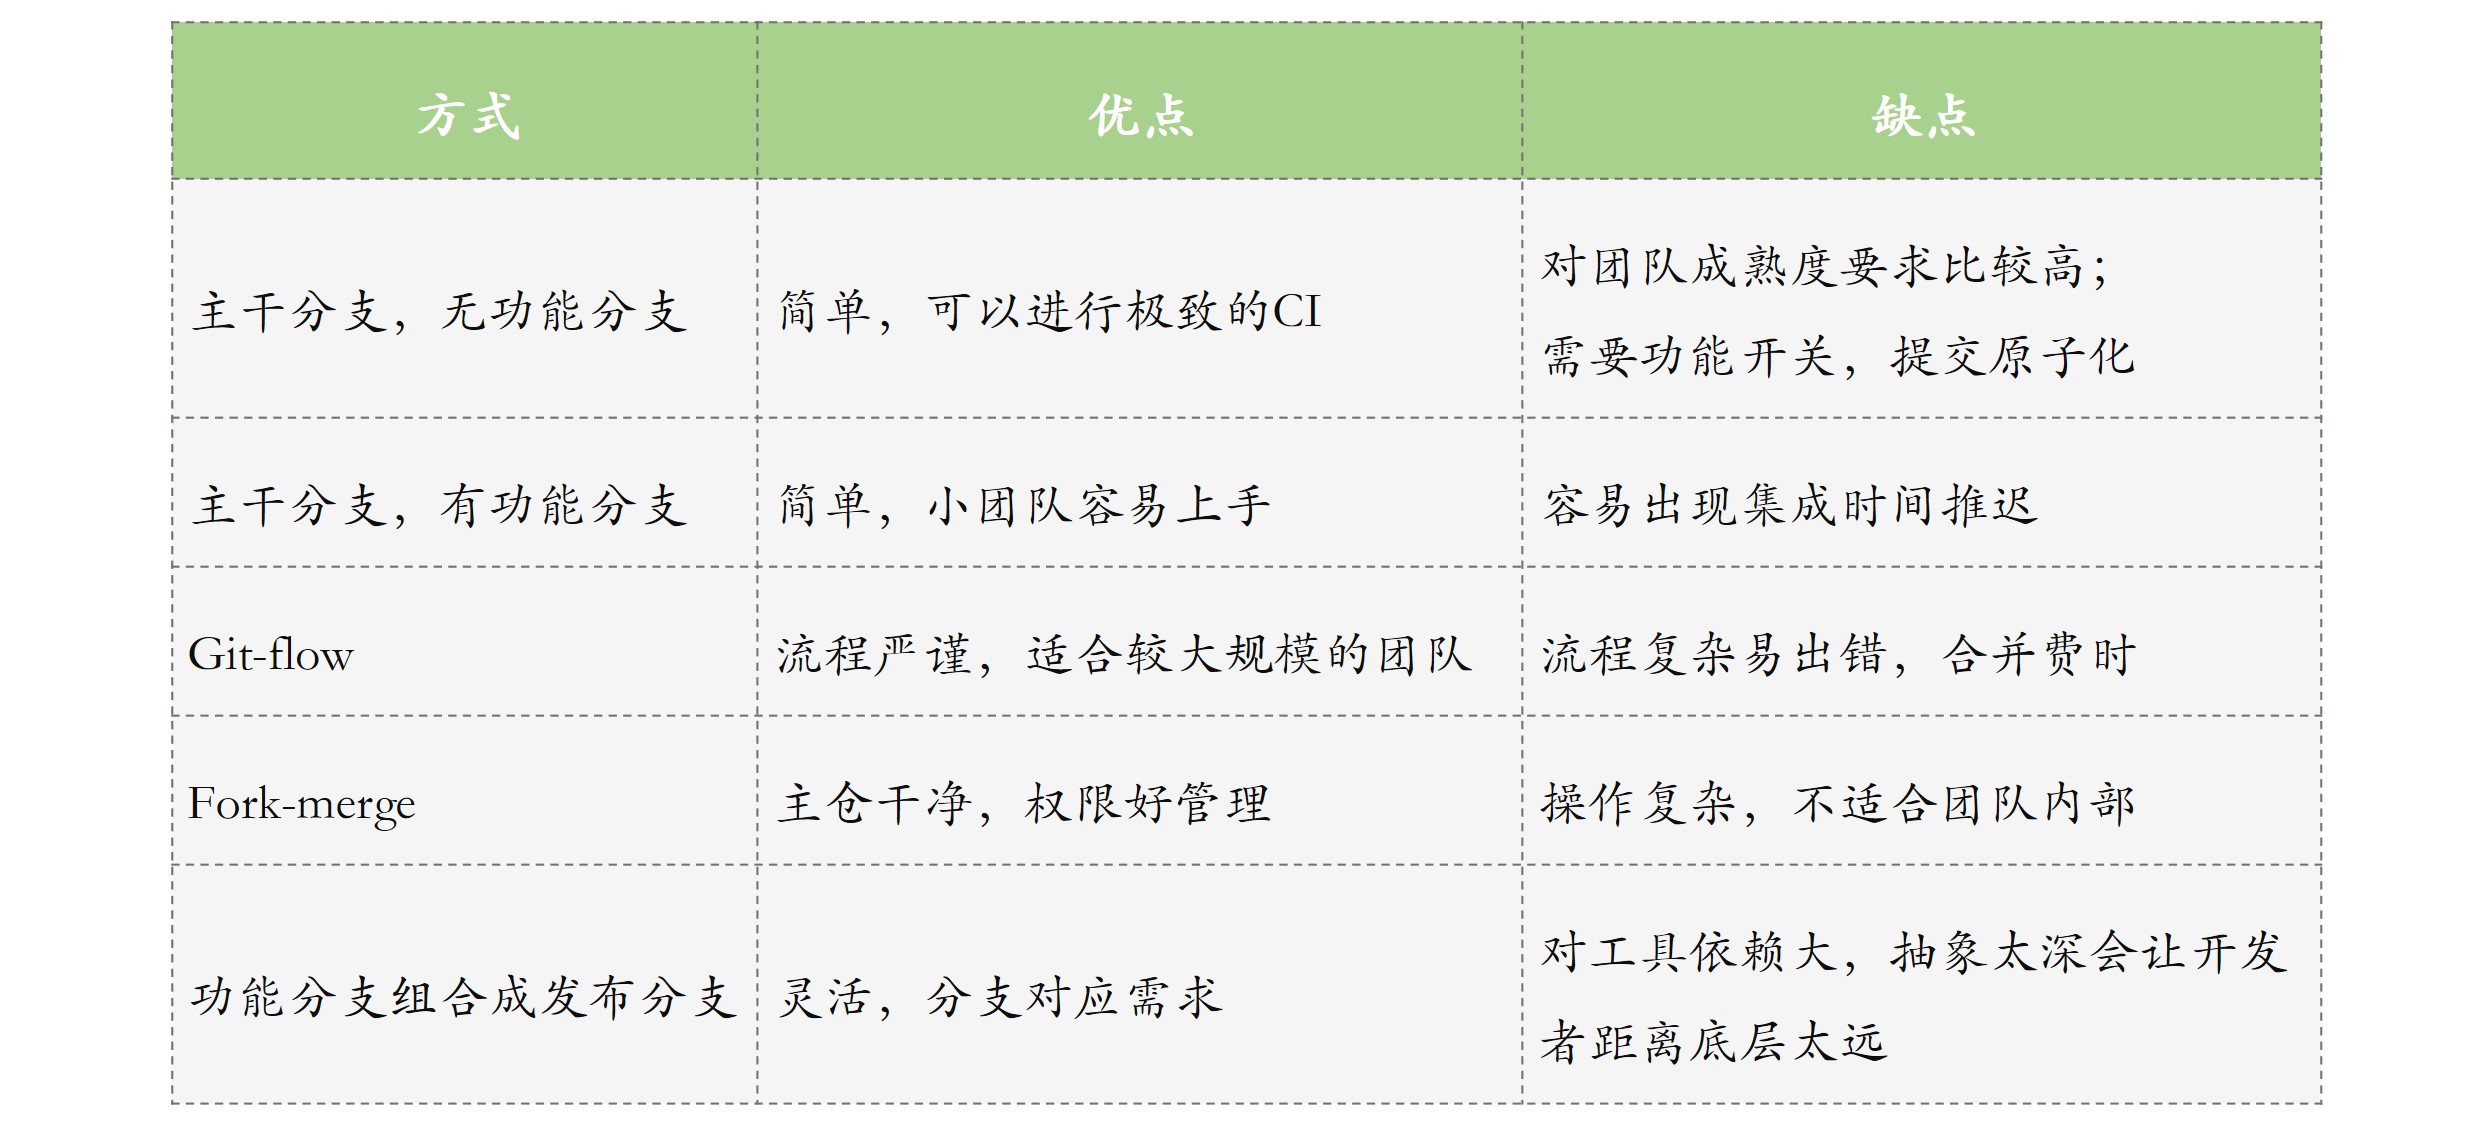 方式
优点
缺点
主干分支，无功能分支
简单，可以进行极致的CI
对团队成熟度要求比较高；
需要功能开关，提交原子化
主干分支，有功能分支
简单，小团队容易上手
容易出现集成时间推迟
Git-flow
流程严谨，适合较大规模的团队
流程复杂易出错，合并费时
Fork-merge
主仓干净，权限好管理
操作复杂，不适合团队内部
功能分支组合成发布分支
灵活，分支对应需求
对工具依赖大，抽象太深会让开发
者距离底层太远